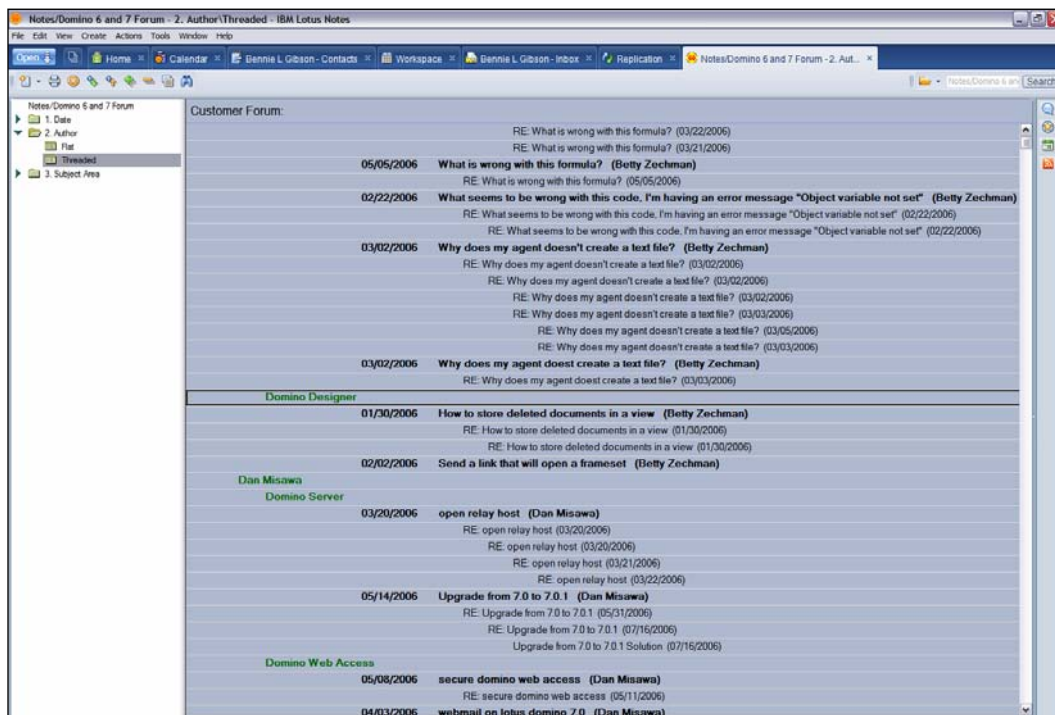 Notes/Domino 6 and 7 Forum - 2. Author\Threaded - IBM Lotus Notes
File Edit View Create Actions Tools Window Help
Open Home Calendar Bennie L Gibson - Contacts Workspace Bennie L Gibson - Inbox Replication Notes/Domino 6 and 7 Forum - 2. Aut...
Notes/Domino 6 and Search
Notes/Domino 6 and 7 Forum
1. Date
2. Author
Flat
Threaded
3. Subject Area
Customer Forum:
RE: What is wrong with this formula? (03/22/2006)
RE: What is wrong with this formula? (03/21/2006)
05/05/2006 What is wrong with this formula? (Betty Zechman)
RE: What is wrong with this formula? (05/05/2006)
02/22/2006 What seems to be wrong with this code, I'm having an error message "Object variable not set" (Betty Zechman)
RE: What seems to be wrong with this code, I'm having an error message "Object variable not set" (02/22/2006)
RE: What seems to be wrong with this code, I'm having an error message "Object variable not set" (02/22/2006)
03/02/2006 Why does my agent doesn't create a text file? (Betty Zechman)
RE: Why does my agent doesn't create a text file? (03/02/2006)
RE: Why does my agent doesn't create a text file? (03/02/2006)
RE: Why does my agent doesn't create a text file? (03/02/2006)
RE: Why does my agent doesn't create a text file? (03/03/2006)
RE: Why does my agent doesn't create a text file? (03/05/2006)
RE: Why does my agent doesn't create a text file? (03/03/2006)
03/02/2006 Why does my agent doest create a text file? (Betty Zechman)
RE: Why does my agent doest create a text file? (03/03/2006)
Domino Designer
01/30/2006 How to store deleted documents in a view (Betty Zechman)
RE: How to store deleted documents in a view (01/30/2006)
RE: How to store deleted documents in a view (01/30/2006)
02/02/2006 Send a link that will open a frameset (Betty Zechman)
Dan Misawa
Domino Server
03/20/2006 open relay host (Dan Misawa)
RE: open relay host (03/20/2006)
RE: open relay host (03/20/2006)
RE: open relay host (03/21/2006)
RE: open relay host (03/22/2006)
05/14/2006 Upgrade from 7.0 to 7.0.1 (Dan Misawa)
RE: Upgrade from 7.0 to 7.0.1 (05/31/2006)
RE: Upgrade from 7.0 to 7.0.1 (07/16/2006)
Upgrade from 7.0 to 7.0.1 Solution (07/16/2006)
Domino Web Access
05/08/2006 secure domino web access (Dan Misawa)
RE: secure domino web access (05/11/2006)
04/03/2006 webmail on lotus domino 7.0 (Dan Misawa)